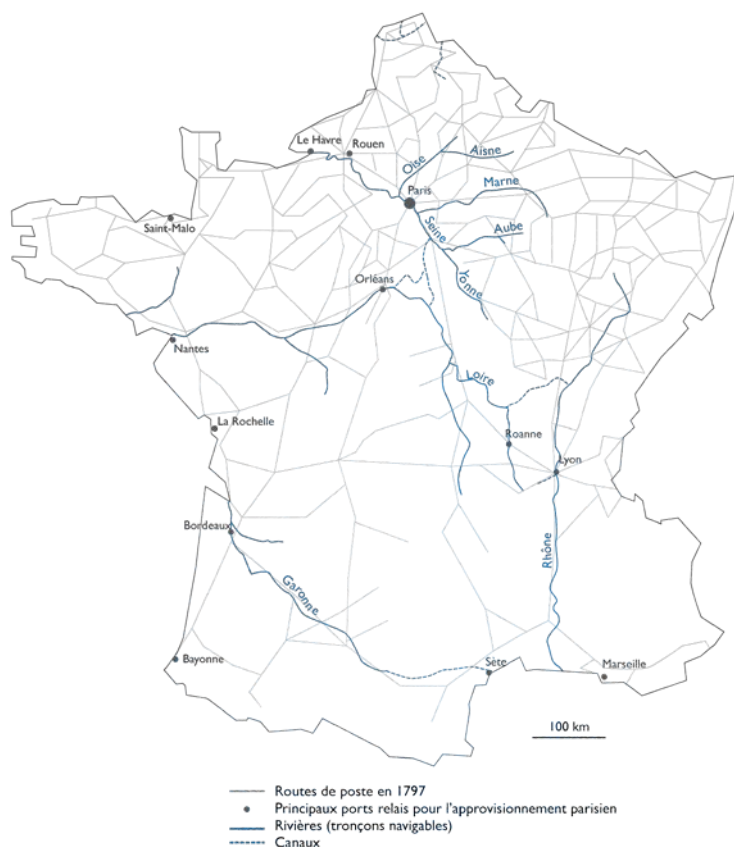 Le Havre
Rouen
Oise
Aïsne
Marne
Paris
Saint-Malo
Seine
Aube
Yonne
Orléans
Nantes
Loire
La Rochelle
Roanne
Lyon
Bordeaux
Rhône
Garonne
Bayonne
Sète
Marseille
100 km
Routes de poste en 1797
Principaux ports relais pour l'approvisionnement parisien
Rivières (tronçons navigables)
Canaux